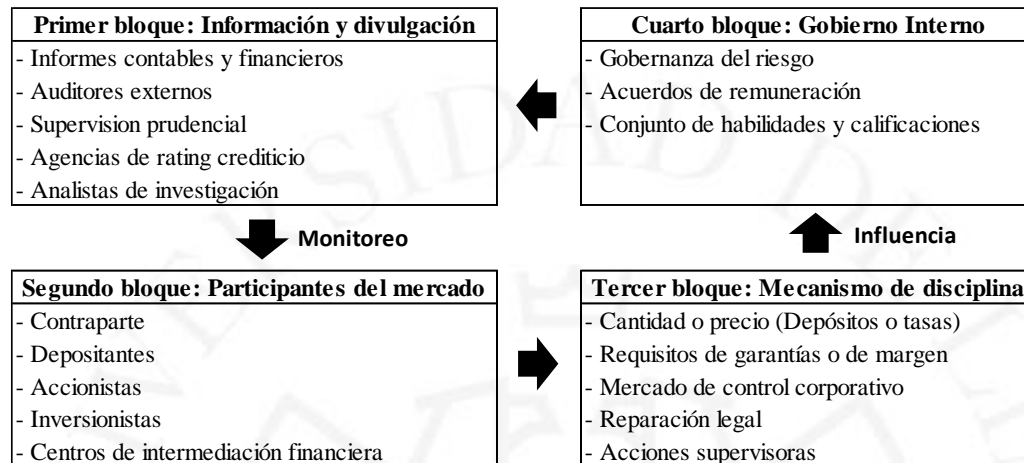 Primer bloque: Información y divulgación
- Informes contables y financieros
- Auditores externos
- Supervision prudencial
- Agencias de rating crediticio
- Analistas de investigación
Cuarto bloque: Gobierno Interno
- Gobernanza del riesgo
- Acuerdos de remuneración
- Conjunto de habilidades y calificaciones
Monitoreo
Influencia
Segundo bloque: Participantes del mercado
- Contraparte
- Depositantes
- Accionistas
- Inversionistas
- Centros de intermediación financiera
Tercer bloque: Mecanismo de disciplina
- Cantidad o precio (Depósitos o tasas)
- Requisitos de garantías o de margen
- Mercado de control corporativo
- Reparación legal
- Acciones supervisoras